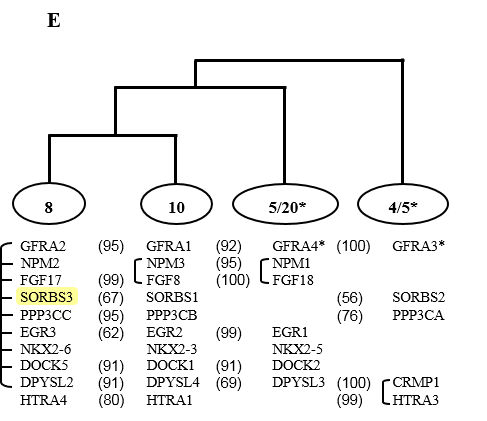 E
8 10 5/20* 4/5*
GFRA2 (95) GFRA1 (92) GFRA4* (100) GFRA3*
NPM2 NPM3 (95) NPM1
FGF17 (99) FGF8 (100) FGF18
SORBS3 (67) SORBS1 (56) SORBS2
PPP3CC (95) PPP3CB (76) PPP3CA
EGR3 (62) EGR2 (99) EGR1
NKX2-6 NKX2-3 NKX2-5
DOCK5 (91) DOCK1 (91) DOCK2
DPYSL2 (91) DPYSL4 (69) DPYSL3 (100) CRMP1
HTRA4 (80) HTRA1 (99) HTRA3